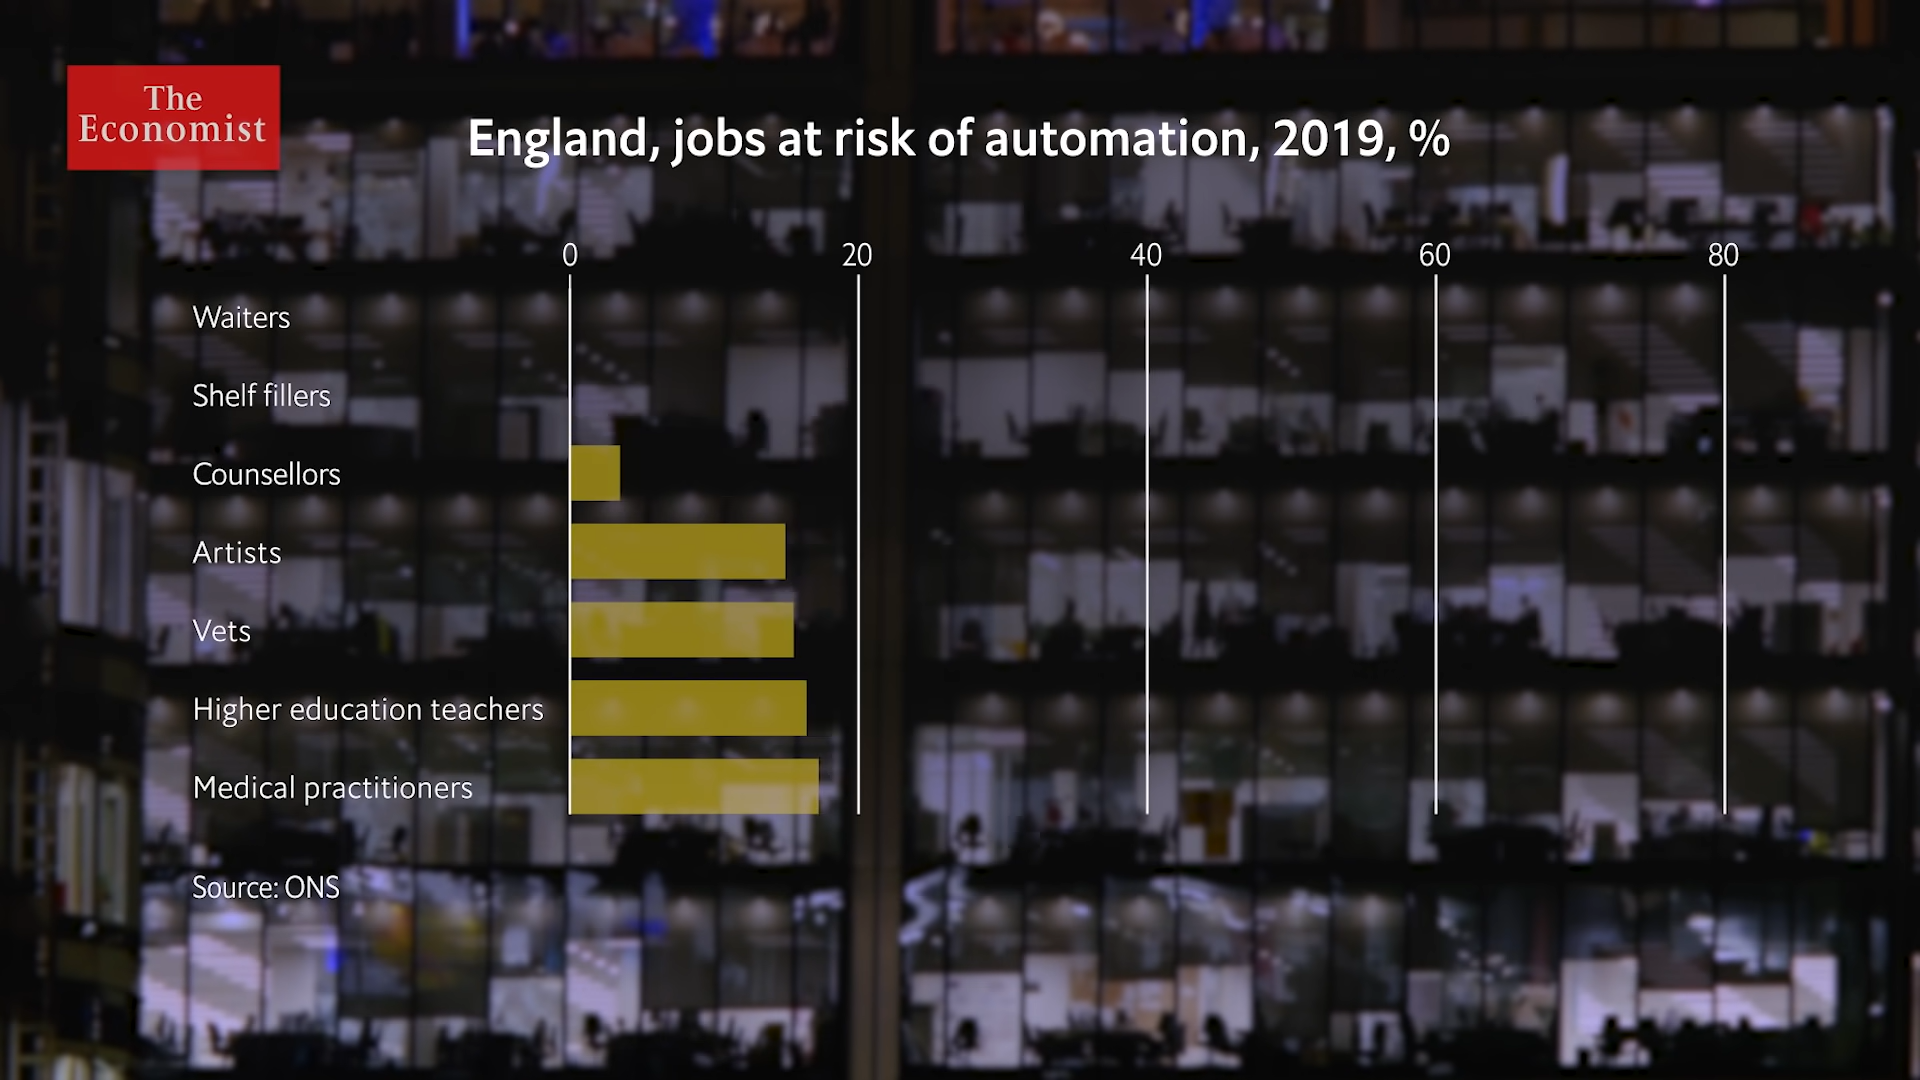 The
Economist
England, jobs at risk of automation, 2019, %
0 20 40 60 80
Waiters
Shelf fillers
Counsellors
Artists
Vets
Higher education teachers
Medical practitioners
Source: ONS